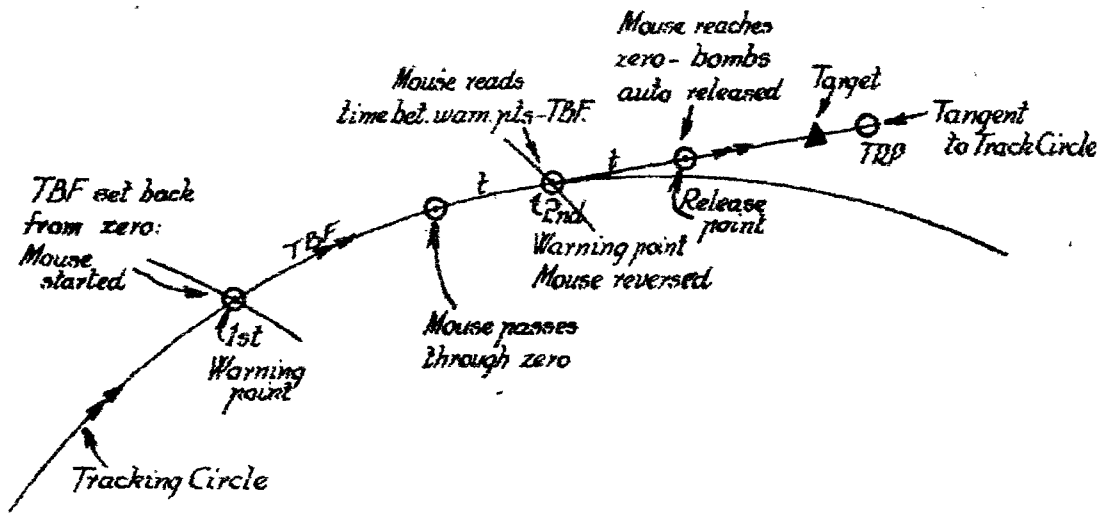 Mouse reaches
zero - bombs
auto released
Mouse reads
time bet. warn. pts-TBF.
Target
Tangent
to Track Circle
TRP
TBF set back
from zero:
Mouse
started
TBF
t
t
2nd
Warning point
Mouse reversed
Release
point
1st
Warning
point
Mouse passes
through zero
Tracking Circle